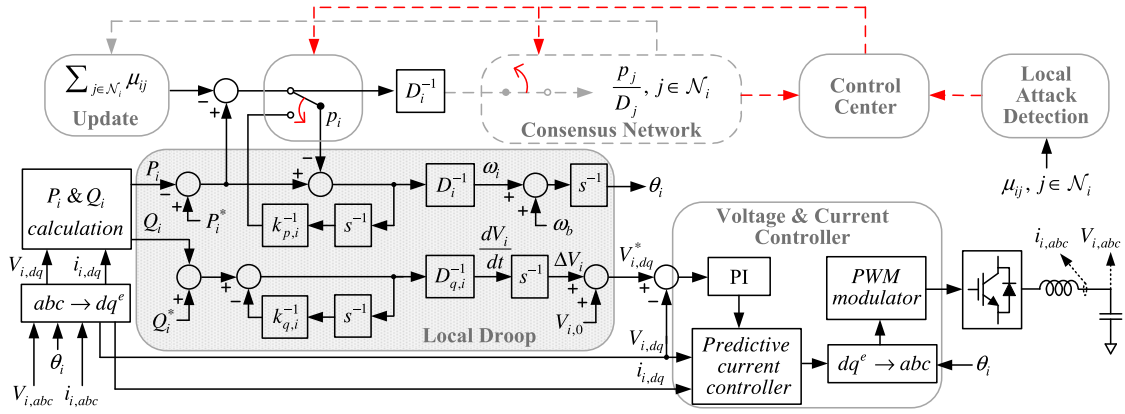 ∑_{j∈𝒩_i} μ_{ij}
Update
−
+
p_i
D_i^{-1}
p_j / D_j , j∈𝒩_i
Consensus Network
Control
Center
Local
Attack
Detection
μ_{ij}, j∈𝒩_i
P_i & Q_i
calculation
P_i
−
+
P_i^*
−
+
k_{p,i}^{-1}
s^{-1}
D_i^{-1}
ω_i
+
+
ω_b
s^{-1}
θ_i
Q_i
+
Q_i^*
+
−
k_{q,i}^{-1}
s^{-1}
D_{q,i}^{-1}
dV_i / dt
s^{-1}
ΔV_i
+
+
V_{i,0}
V_{i,dq}^*
Local Droop
V_{i,dq}
i_{i,dq}
abc → dq^e
θ_i
V_{i,abc}
i_{i,abc}
Voltage & Current
Controller
+
−
PI
V_{i,dq}
i_{i,dq}
Predictive
current
controller
PWM
modulator
dq^e → abc
θ_i
i_{i,abc}
V_{i,abc}